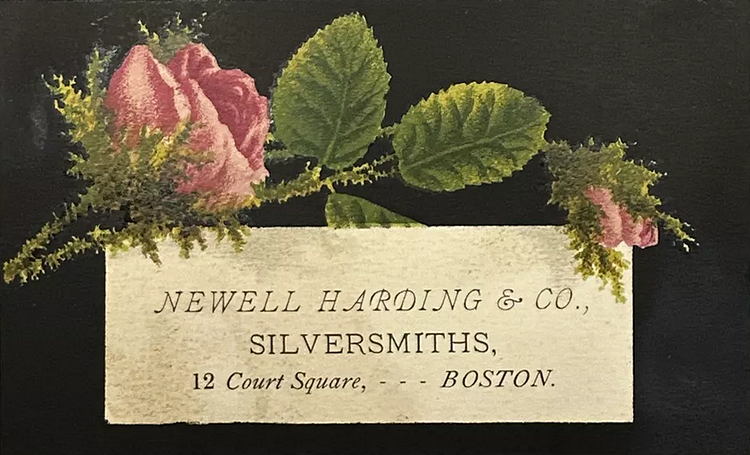 NEWELL HARDING & CO.,
SILVERSMITHS,
12 Court Square, - - - BOSTON.